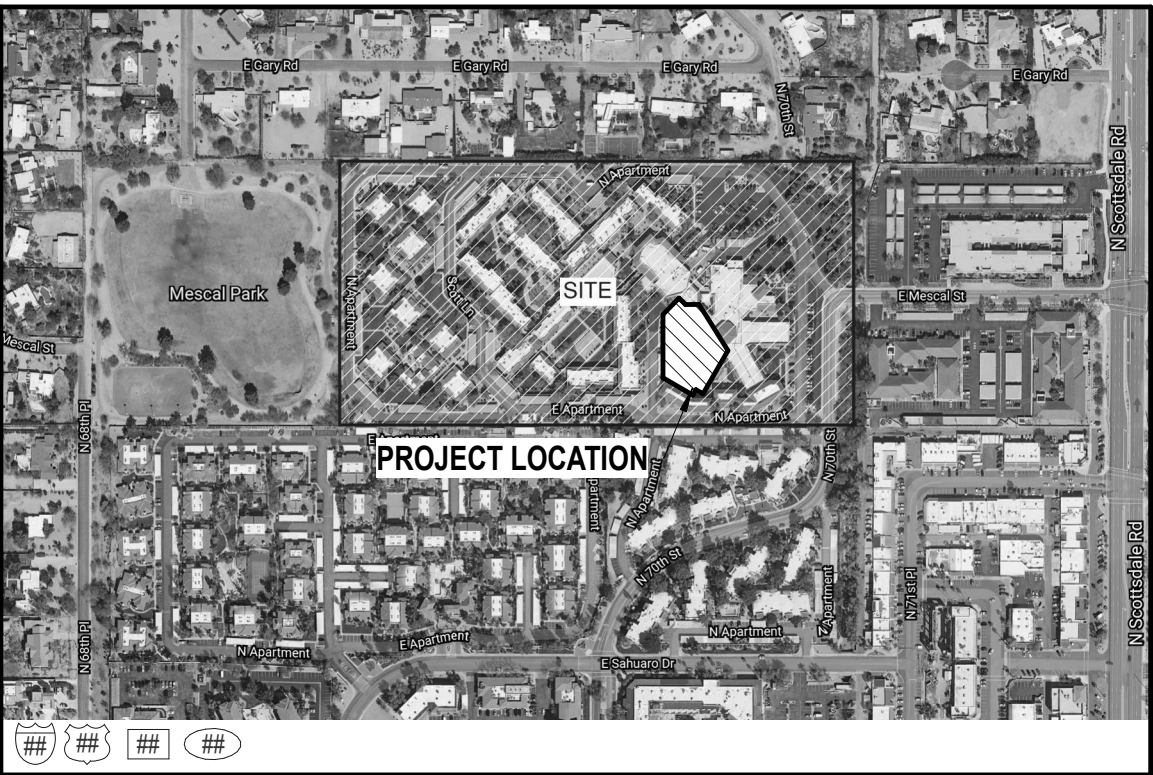 E Gary Rd
E Gary Rd
E Gary Rd
E Gary Rd
N 70th St
N Scottsdale Rd
N Apartment
Mescal Park
N Apartment
Scott Ln
SITE
E Mescal St
Mescal St
E Apartment
N Apartment
N 68th Pl
E Apartment
PROJECT LOCATION
N 70th St
Apartment
N Apartment
N 70th St
N Scottsdale Rd
N 71st Pl
Apartment
N 68th Pl
N Apartment
E Apartment
N Apartment
E Sahuaro Dr
## ## ## ##